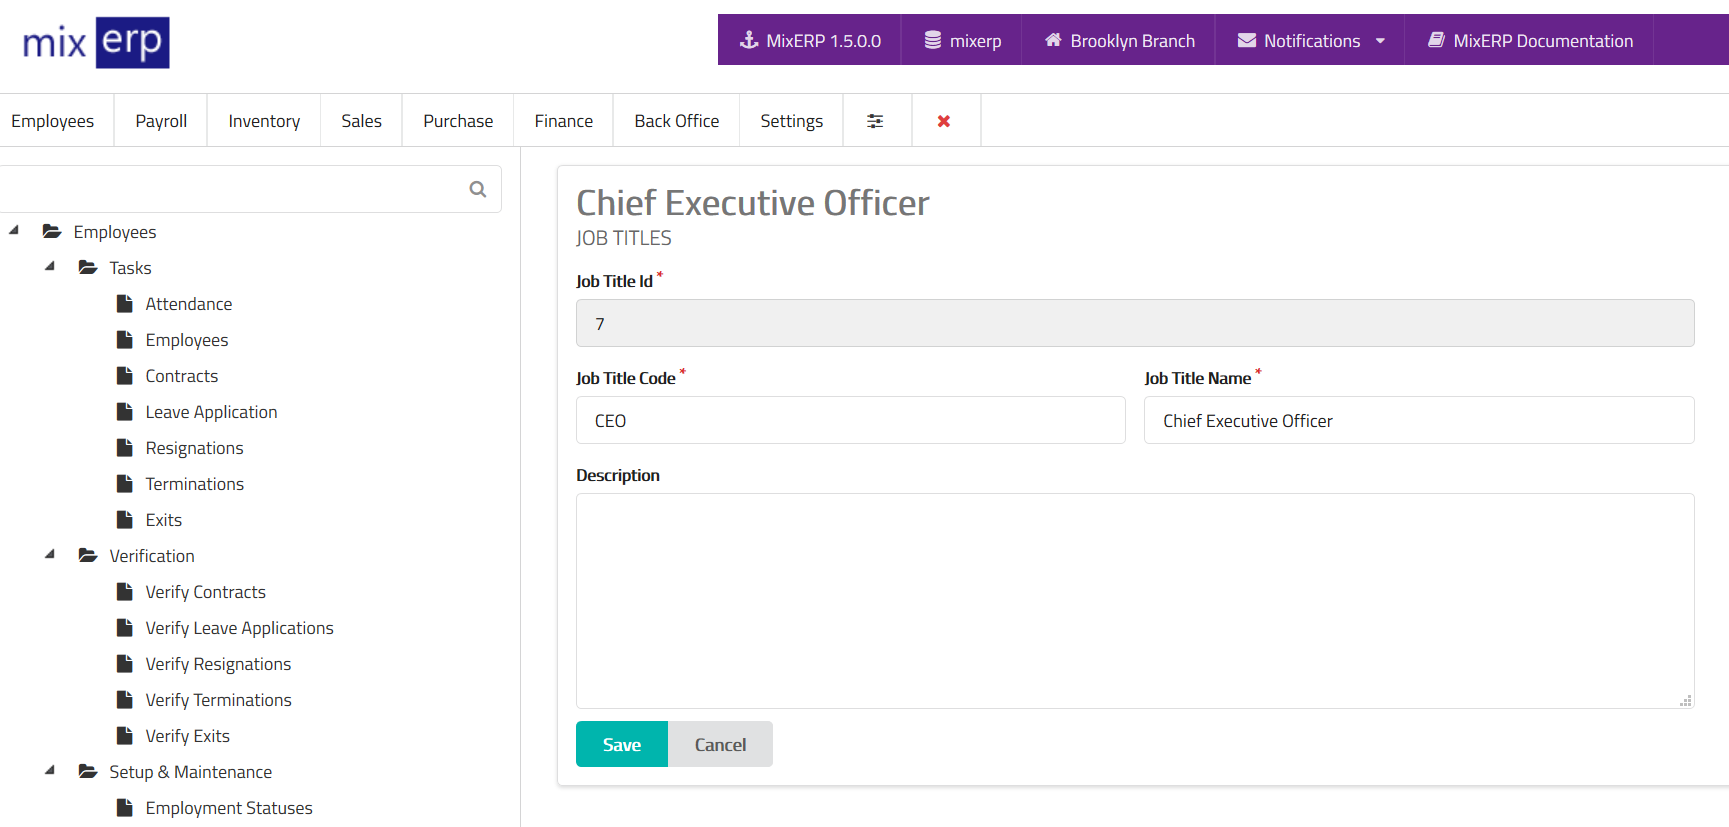 mix erp
MixERP 1.5.0.0 mixerp Brooklyn Branch Notifications MixERP Documentation
Employees Payroll Inventory Sales Purchase Finance Back Office Settings
Employees
Tasks
Attendance
Employees
Contracts
Leave Application
Resignations
Terminations
Exits
Verification
Verify Contracts
Verify Leave Applications
Verify Resignations
Verify Terminations
Verify Exits
Setup & Maintenance
Employment Statuses
Chief Executive Officer
JOB TITLES
Job Title Id *
7
Job Title Code * Job Title Name *
CEO Chief Executive Officer
Description
Save Cancel